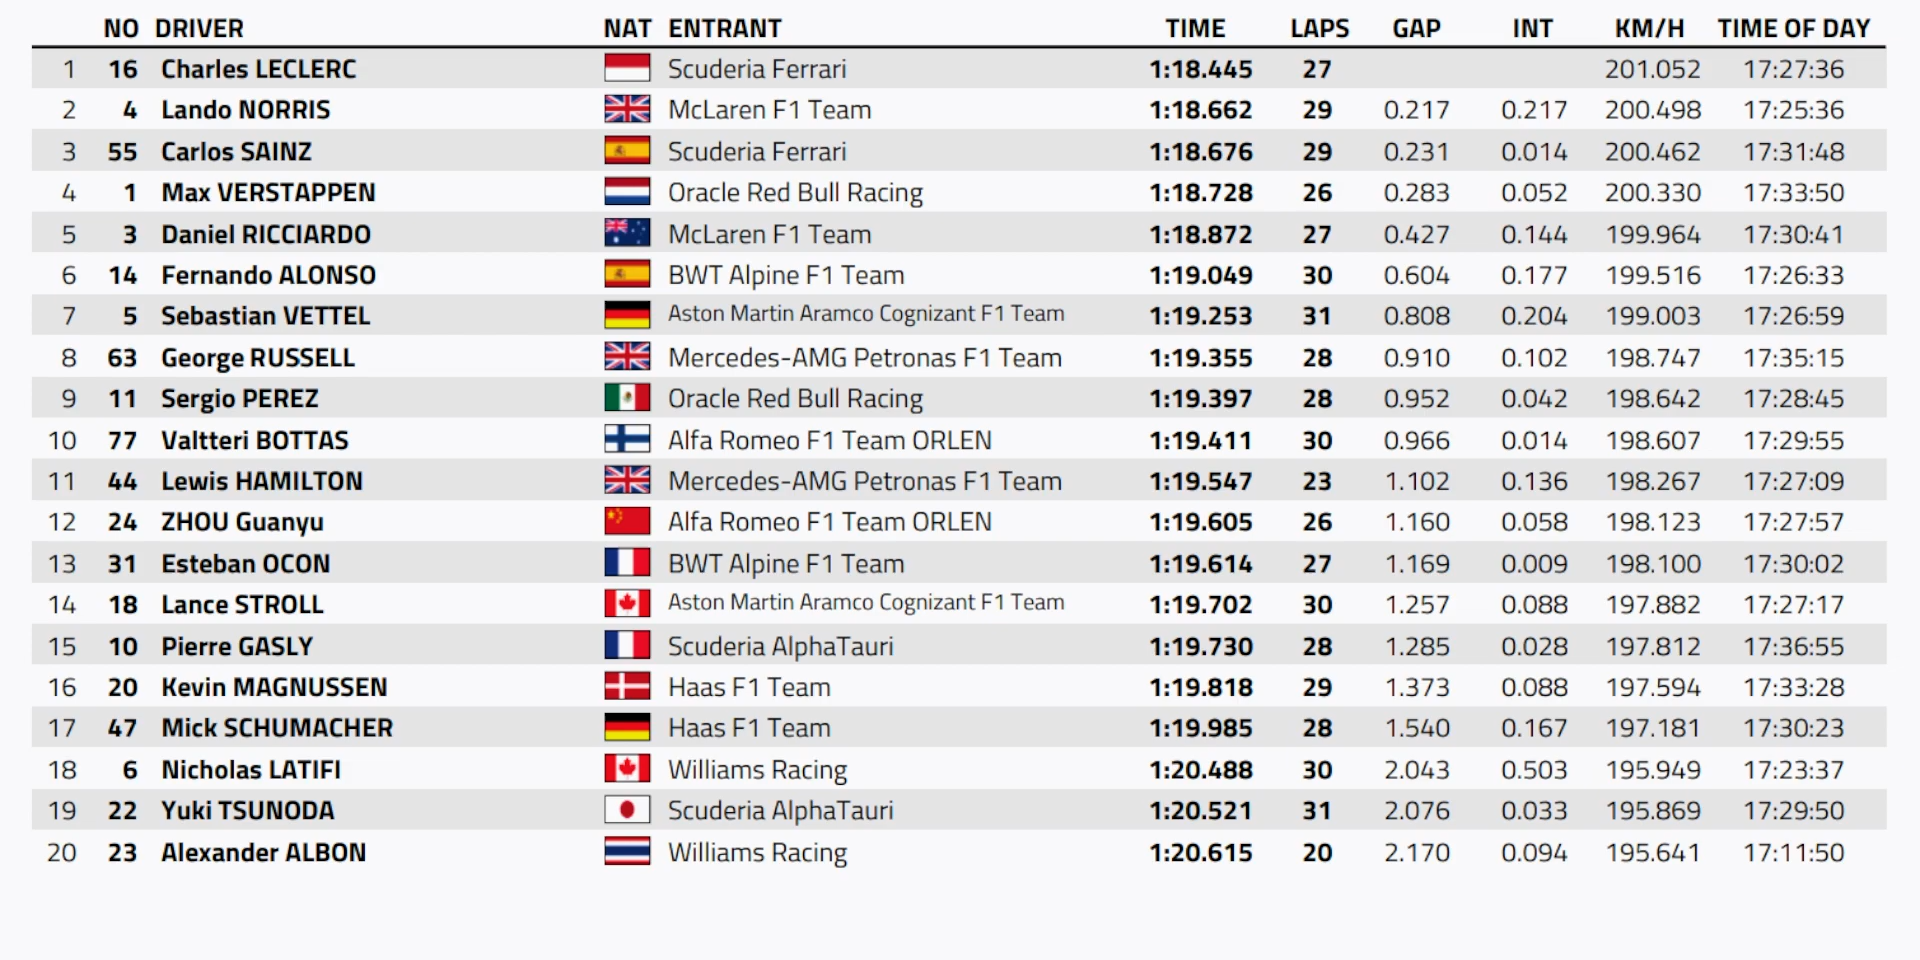 NO DRIVER NAT ENTRANT TIME LAPS GAP INT KM/H TIME OF DAY
1 16 Charles LECLERC Scuderia Ferrari 1:18.445 27 201.052 17:27:36
2 4 Lando NORRIS McLaren F1 Team 1:18.662 29 0.217 0.217 200.498 17:25:36
3 55 Carlos SAINZ Scuderia Ferrari 1:18.676 29 0.231 0.014 200.462 17:31:48
4 1 Max VERSTAPPEN Oracle Red Bull Racing 1:18.728 26 0.283 0.052 200.330 17:33:50
5 3 Daniel RICCIARDO McLaren F1 Team 1:18.872 27 0.427 0.144 199.964 17:30:41
6 14 Fernando ALONSO BWT Alpine F1 Team 1:19.049 30 0.604 0.177 199.516 17:26:33
7 5 Sebastian VETTEL Aston Martin Aramco Cognizant F1 Team 1:19.253 31 0.808 0.204 199.003 17:26:59
8 63 George RUSSELL Mercedes-AMG Petronas F1 Team 1:19.355 28 0.910 0.102 198.747 17:35:15
9 11 Sergio PEREZ Oracle Red Bull Racing 1:19.397 28 0.952 0.042 198.642 17:28:45
10 77 Valtteri BOTTAS Alfa Romeo F1 Team ORLEN 1:19.411 30 0.966 0.014 198.607 17:29:55
11 44 Lewis HAMILTON Mercedes-AMG Petronas F1 Team 1:19.547 23 1.102 0.136 198.267 17:27:09
12 24 ZHOU Guanyu Alfa Romeo F1 Team ORLEN 1:19.605 26 1.160 0.058 198.123 17:27:57
13 31 Esteban OCON BWT Alpine F1 Team 1:19.614 27 1.169 0.009 198.100 17:30:02
14 18 Lance STROLL Aston Martin Aramco Cognizant F1 Team 1:19.702 30 1.257 0.088 197.882 17:27:17
15 10 Pierre GASLY Scuderia AlphaTauri 1:19.730 28 1.285 0.028 197.812 17:36:55
16 20 Kevin MAGNUSSEN Haas F1 Team 1:19.818 29 1.373 0.088 197.594 17:33:28
17 47 Mick SCHUMACHER Haas F1 Team 1:19.985 28 1.540 0.167 197.181 17:30:23
18 6 Nicholas LATIFI Williams Racing 1:20.488 30 2.043 0.503 195.949 17:23:37
19 22 Yuki TSUNODA Scuderia AlphaTauri 1:20.521 31 2.076 0.033 195.869 17:29:50
20 23 Alexander ALBON Williams Racing 1:20.615 20 2.170 0.094 195.641 17:11:50